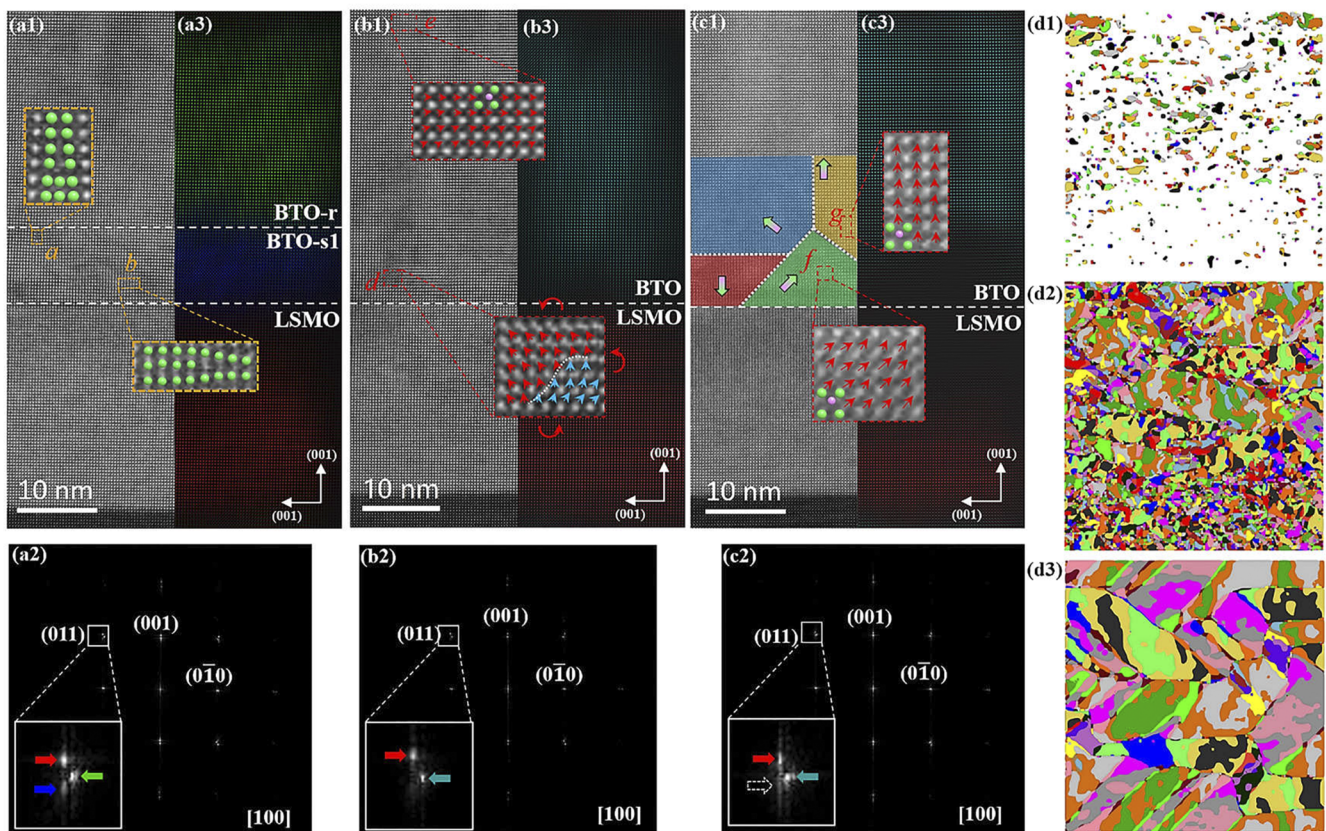 (a1)
(a3)
a
b
BTO-r
BTO-s1
LSMO
10 nm
(001)
(001)
(b1)
(b3)
e
d
BTO
LSMO
10 nm
(001)
(001)
(c1)
(c3)
g
f
BTO
LSMO
10 nm
(001)
(001)
(d1)
(d2)
(d3)
(a2)
(011)
(001)
(01̅0)
[100]
(b2)
(011)
(001)
(01̅0)
[100]
(c2)
(011)
(001)
(01̅0)
[100]